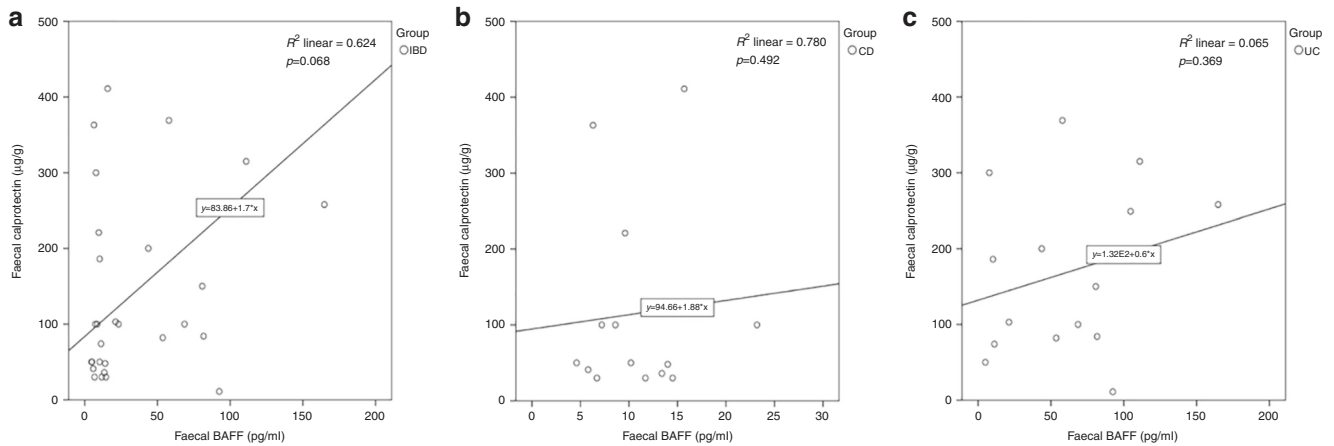 a
500
400
300
200
100
0
Faecal calprotectin (µg/g)
0 50 100 150 200
Faecal BAFF (pg/ml)
R² linear = 0.624
p=0.068
Group
IBD
y=83.86+1.7*x
b
500
400
300
200
100
0
Faecal calprotectin (µg/g)
0 5 10 15 20 25 30
Faecal BAFF (pg/ml)
R² linear = 0.780
p=0.492
Group
CD
y=94.66+1.88*x
c
500
400
300
200
100
0
Faecal calprotectin (µg/g)
0 50 100 150 200
Faecal BAFF (pg/ml)
R² linear = 0.065
p=0.369
Group
UC
y=1.32E2+0.6*x